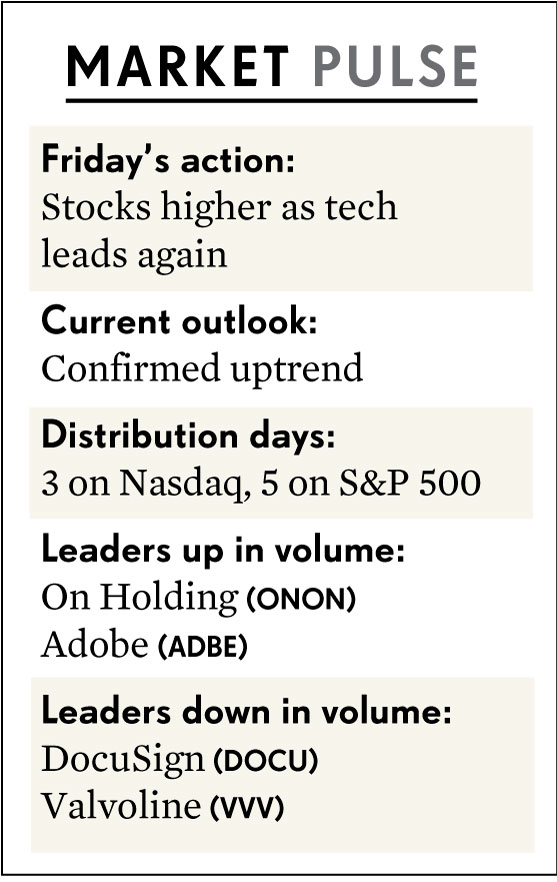 MARKET PULSE
Friday’s action:
Stocks higher as tech
leads again
Current outlook:
Confirmed uptrend
Distribution days:
3 on Nasdaq, 5 on S&P 500
Leaders up in volume:
On Holding (ONON)
Adobe (ADBE)
Leaders down in volume:
DocuSign (DOCU)
Valvoline (VVV)